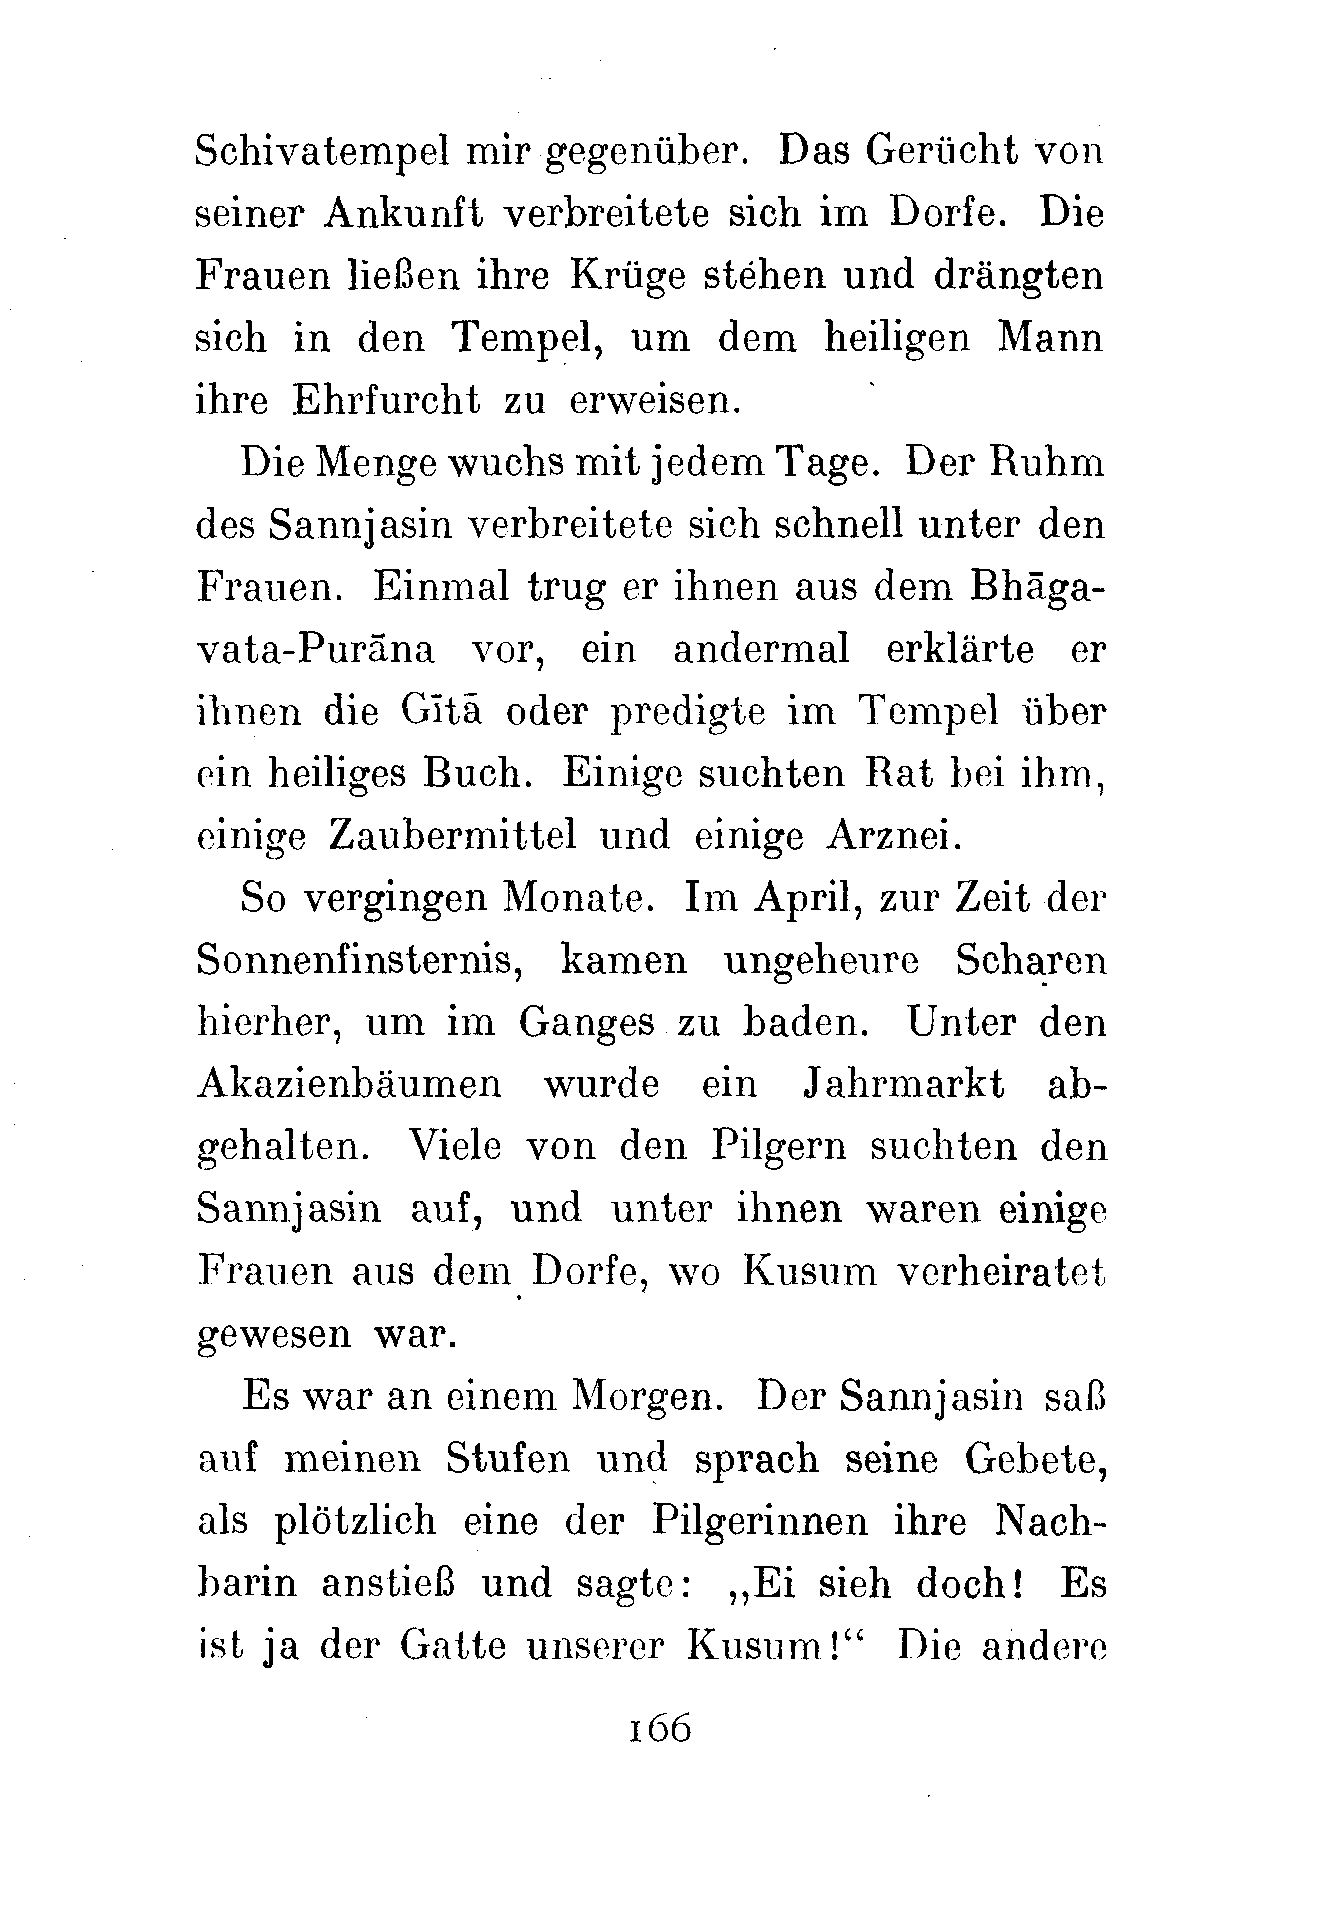 Schivatempel mir gegenüber. Das Gerücht von
seiner Ankunft verbreitete sich im Dorfe. Die
Frauen ließen ihre Krüge stehen und drängten
sich in den Tempel, um dem heiligen Mann
ihre Ehrfurcht zu erweisen.
Die Menge wuchs mit jedem Tage. Der Ruhm
des Sannjasin verbreitete sich schnell unter den
Frauen. Einmal trug er ihnen aus dem Bhāga-
vata-Purāna vor, ein andermal erklärte er
ihnen die Gītā oder predigte im Tempel über
ein heiliges Buch. Einige suchten Rat bei ihm,
einige Zaubermittel und einige Arznei.
So vergingen Monate. Im April, zur Zeit der
Sonnenfinsternis, kamen ungeheure Scharen
hierher, um im Ganges zu baden. Unter den
Akazienbäumen wurde ein Jahrmarkt ab-
gehalten. Viele von den Pilgern suchten den
Sannjasin auf, und unter ihnen waren einige
Frauen aus dem Dorfe, wo Kusum verheiratet
gewesen war.
Es war an einem Morgen. Der Sannjasin saß
auf meinen Stufen und sprach seine Gebete,
als plötzlich eine der Pilgerinnen ihre Nach-
barin anstieß und sagte: „Ei sieh doch! Es
ist ja der Gatte unserer Kusum!“ Die andere
166